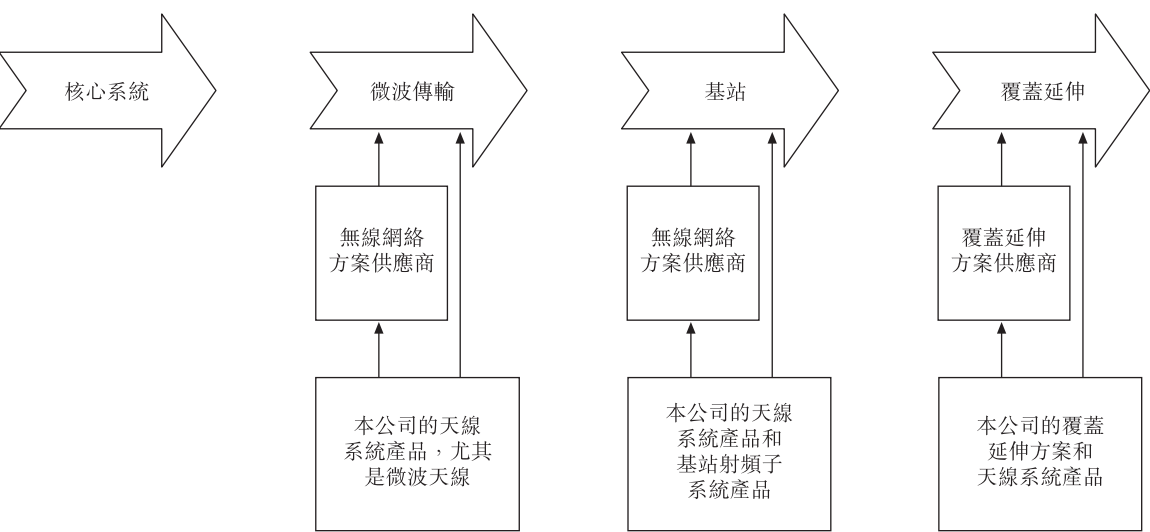 核心系統
微波傳輸
基站
覆蓋延伸
無線網絡
方案供應商
無線網絡
方案供應商
覆蓋延伸
方案供應商
本公司的天線
系統產品，尤其
是微波天線
本公司的天線
系統產品和
基站射頻子
系統產品
本公司的覆蓋
延伸方案和
天線系統產品